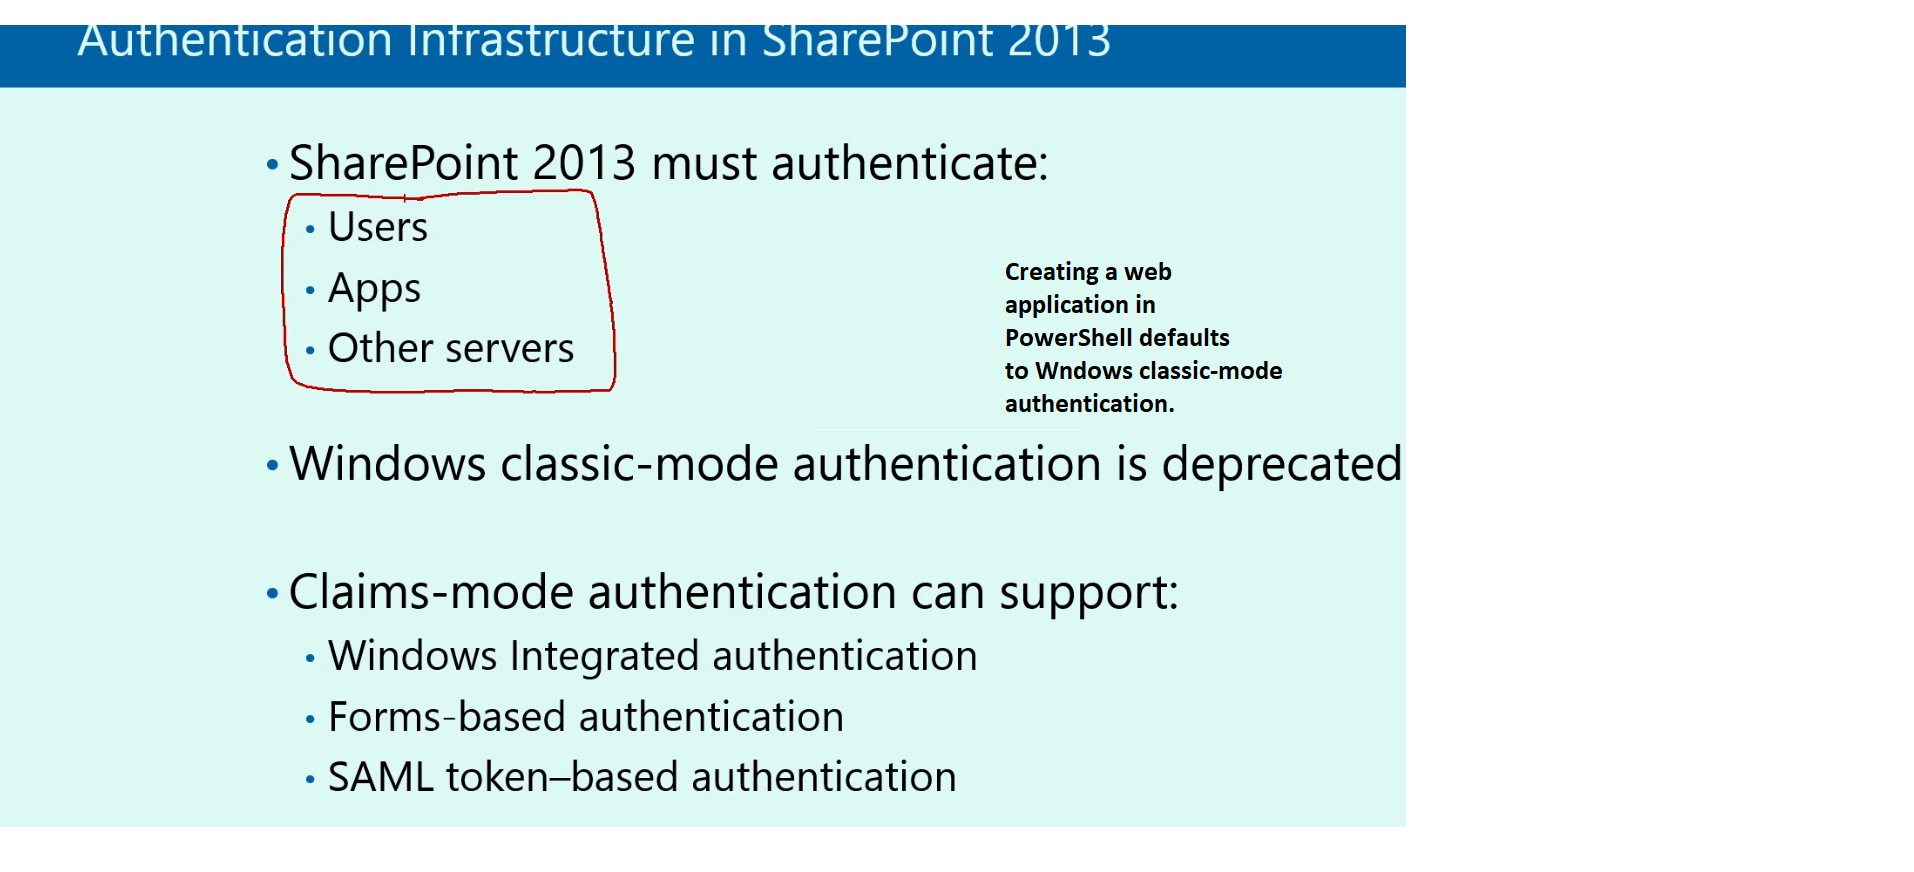 Authentication Infrastructure in SharePoint 2013
• SharePoint 2013 must authenticate:
• Users
• Apps
• Other servers
Creating a web
application in
PowerShell defaults
to Wndows classic-mode
authentication.
• Windows classic-mode authentication is deprecated
• Claims-mode authentication can support:
• Windows Integrated authentication
• Forms-based authentication
• SAML token–based authentication